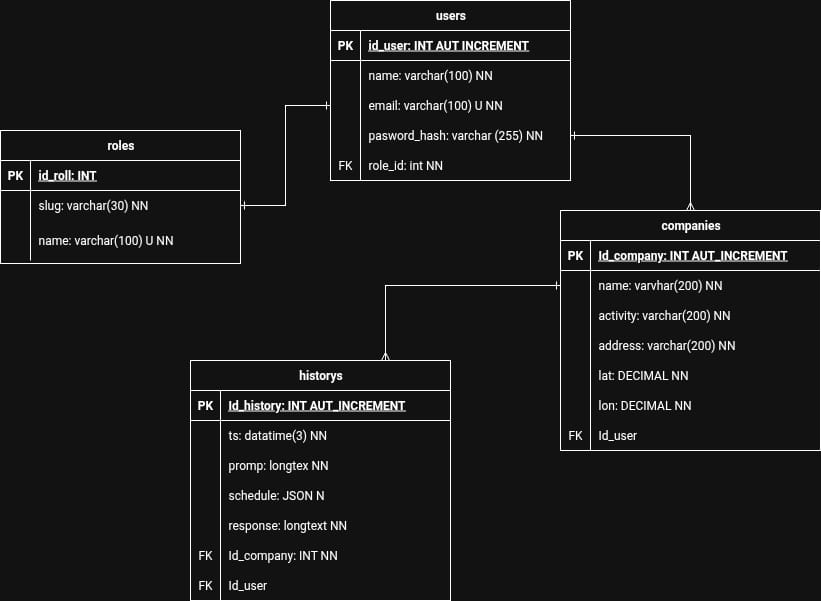 users
PK id_user: INT AUT INCREMENT
name: varchar(100) NN
email: varchar(100) U NN
pasword_hash: varchar (255) NN
FK role_id: int NN
roles
PK id_roll: INT
slug: varchar(30) NN
name: varchar(100) U NN
companies
PK Id_company: INT AUT_INCREMENT
name: varvhar(200) NN
activity: varchar(200) NN
address: varchar(200) NN
lat: DECIMAL NN
lon: DECIMAL NN
FK Id_user
historys
PK Id_history: INT AUT_INCREMENT
ts: datatime(3) NN
promp: longtex NN
schedule: JSON N
response: longtext NN
FK Id_company: INT NN
FK Id_user